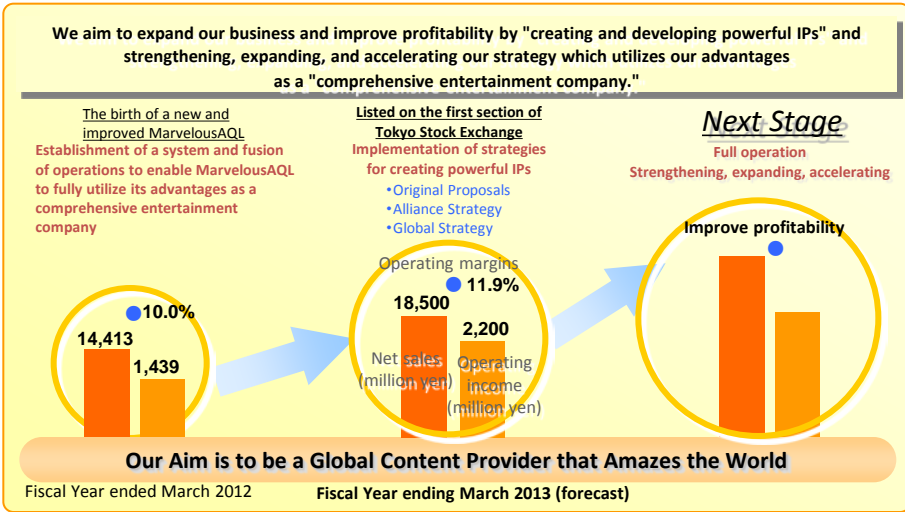 We aim to expand our business and improve profitability by "creating and developing powerful IPs" and
strengthening, expanding, and accelerating our strategy which utilizes our advantages
as a "comprehensive entertainment company."
The birth of a new and
improved MarvelousAQL
Establishment of a system and fusion
of operations to enable MarvelousAQL
to fully utilize its advantages as a
comprehensive entertainment
company
10.0%
14,413
1,439
Listed on the first section of
Tokyo Stock Exchange
Implementation of strategies
for creating powerful IPs
•Original Proposals
•Alliance Strategy
•Global Strategy
Operating margins
11.9%
18,500
2,200
Net sales
(million yen)
Operating
income
(million yen)
Next Stage
Full operation
Strengthening, expanding, accelerating
Improve profitability
Our Aim is to be a Global Content Provider that Amazes the World
Fiscal Year ended March 2012
Fiscal Year ending March 2013 (forecast)